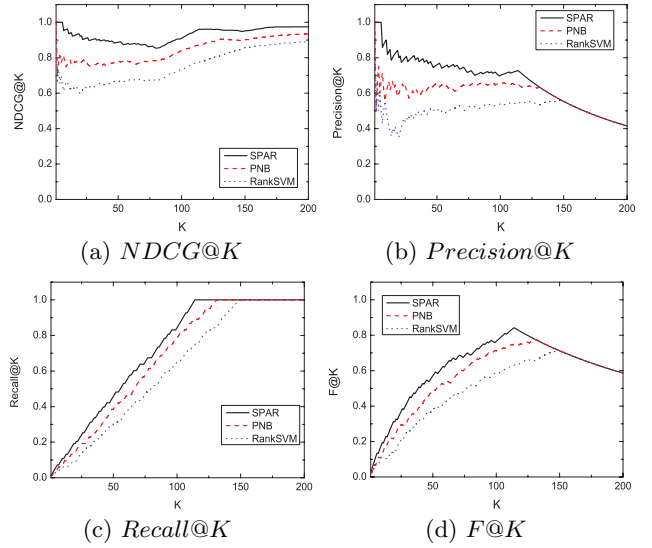 1.0
0.8
0.6
0.4
0.2
0.0
NDCG@K
50
100
150
200
K
SPAR
PNB
RankSVM
(a) NDCG@K
1.0
0.8
0.6
0.4
0.2
0.0
Precision@K
50
100
150
200
K
SPAR
PNB
RankSVM
(b) Precision@K
1.0
0.8
0.6
0.4
0.2
0.0
Recall@K
50
100
150
200
K
SPAR
PNB
RankSVM
(c) Recall@K
1.0
0.8
0.6
0.4
0.2
0.0
F@K
50
100
150
200
K
SPAR
PNB
RankSVM
(d) F@K